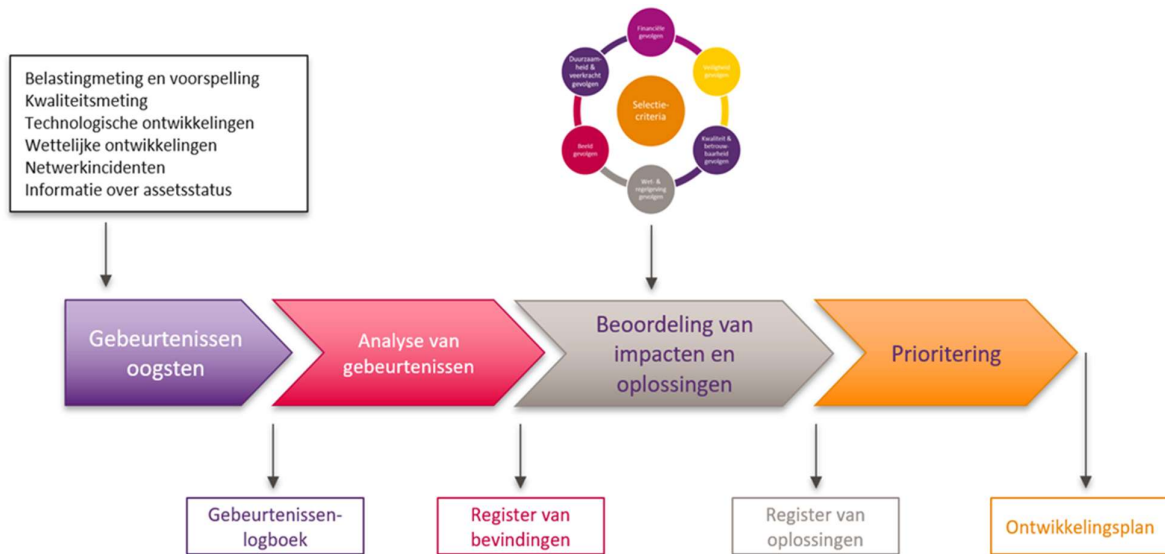 Belastingmeting en voorspelling
Kwaliteitsmeting
Technologische ontwikkelingen
Wettelijke ontwikkelingen
Netwerkincidenten
Informatie over assetsstatus
Financiële
gevolgen
Duurzaam-
heid &
veerkracht
gevolgen
Veiligheid
gevolgen
Selectie-
criteria
Beeld
gevolgen
Kwaliteit &
betrouw-
baarheid
gevolgen
Wet- &
regelgeving
gevolgen
Gebeurtenissen
oogsten
Analyse van
gebeurtenissen
Beoordeling van
impacten en
oplossingen
Prioritering
Gebeurtenissen-
logboek
Register van
bevindingen
Register van
oplossingen
Ontwikkelingsplan